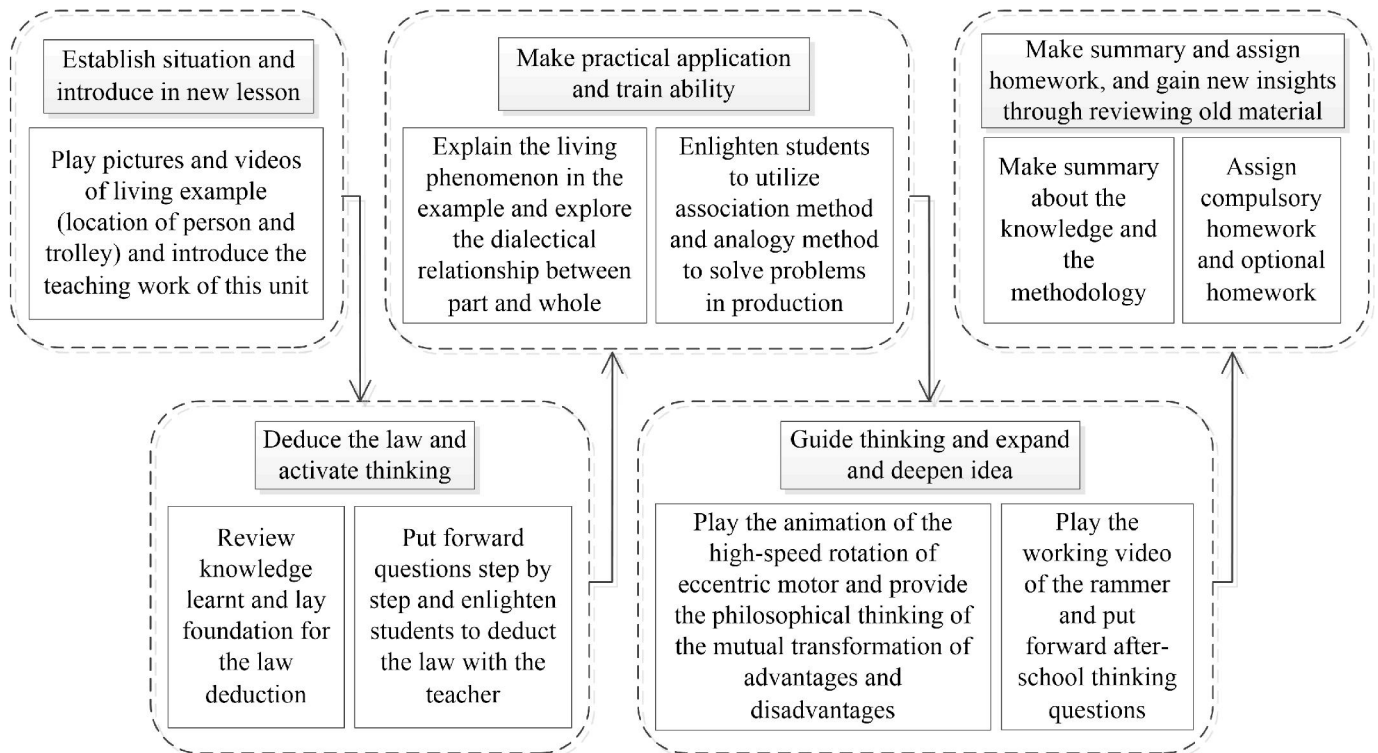 Establish situation and
introduce in new lesson
Play pictures and videos
of living example
(location of person and
trolley) and introduce the
teaching work of this unit
Deduce the law and
activate thinking
Review
knowledge
learnt and lay
foundation for
the law
deduction
Put forward
questions step by
step and enlighten
students to deduct
the law with the
teacher
Make practical application
and train ability
Explain the living
phenomenon in the
example and explore
the dialectical
relationship between
part and whole
Enlighten students
to utilize
association method
and analogy method
to solve problems
in production
Guide thinking and expand
and deepen idea
Play the animation of the
high-speed rotation of
eccentric motor and provide
the philosophical thinking of
the mutual transformation of
advantages and
disadvantages
Play the
working video
of the rammer
and put
forward after-
school thinking
questions
Make summary and assign
homework, and gain new insights
through reviewing old material
Make summary
about the
knowledge and
the
methodology
Assign
compulsory
homework
and optional
homework